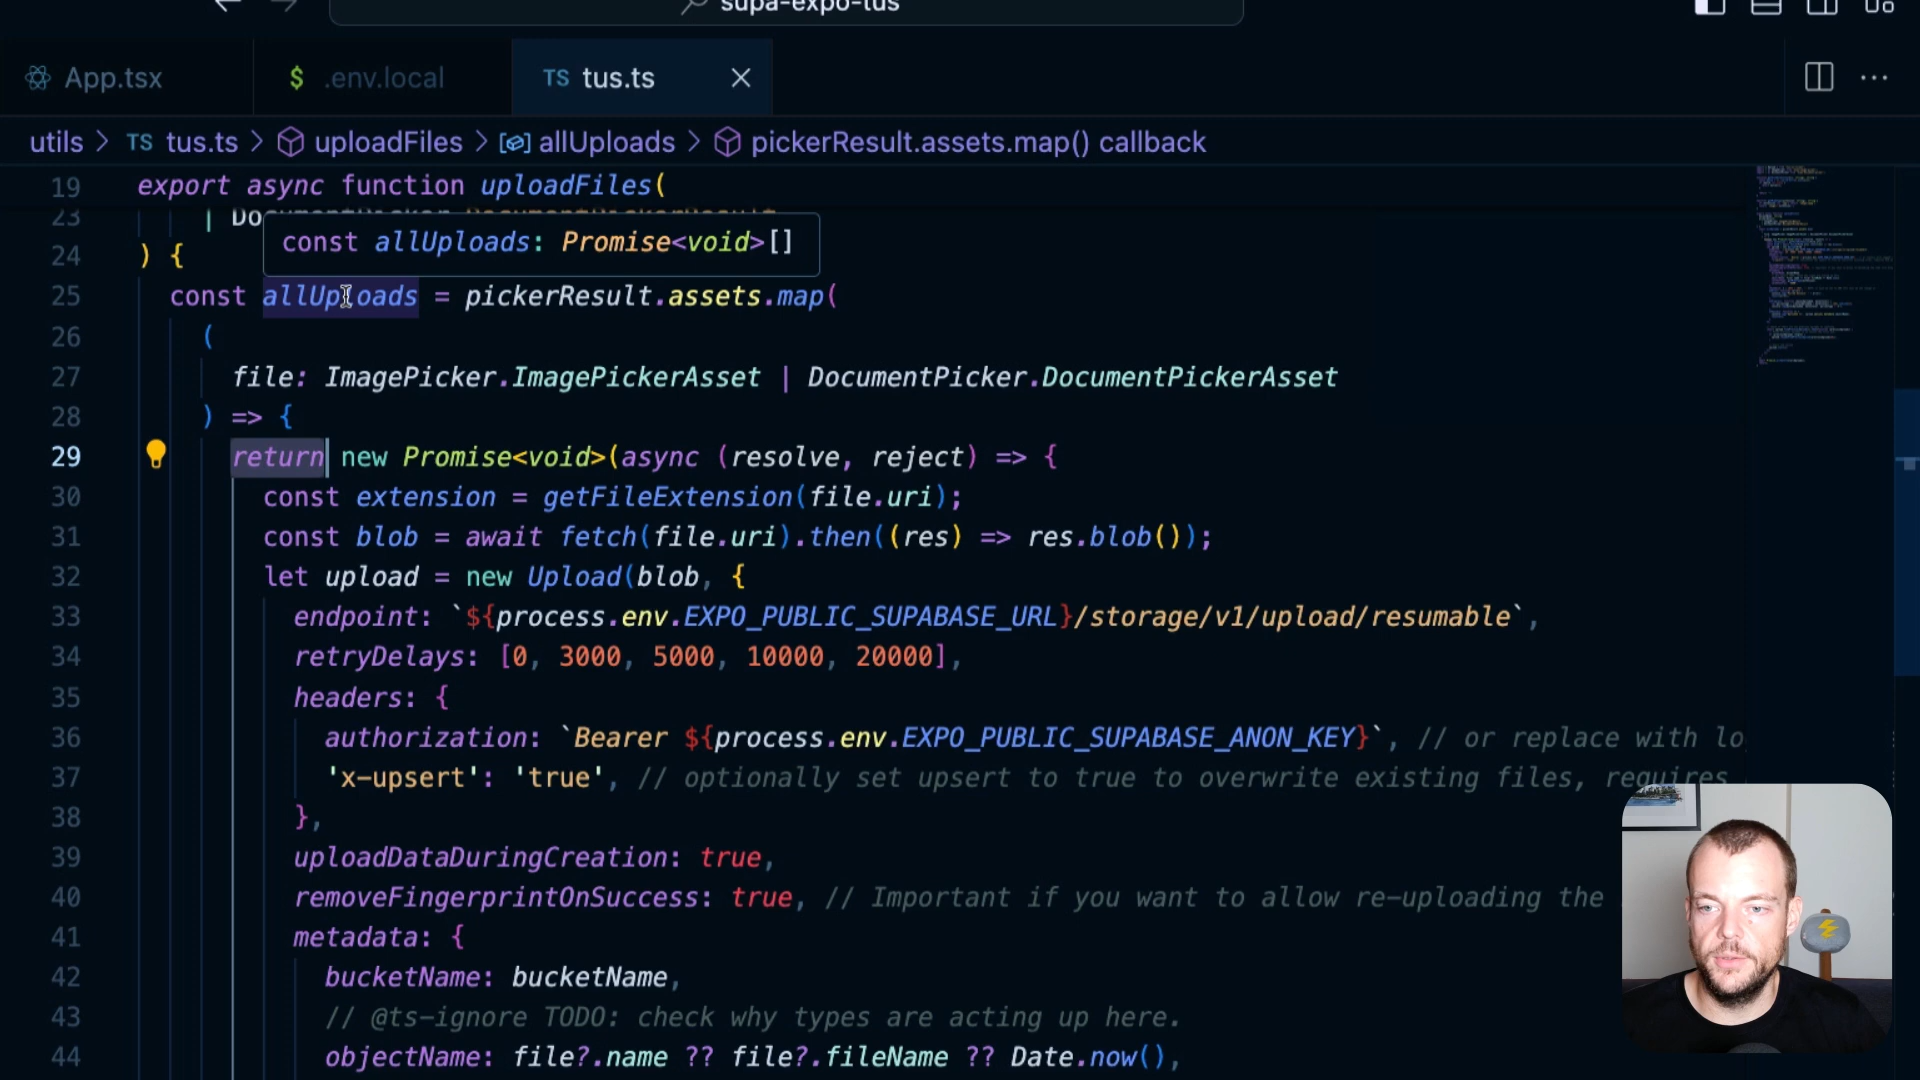 supa-expo-tus
App.tsx
$ .env.local
TS tus.ts
utils > TS tus.ts > uploadFiles > allUploads > pickerResult.assets.map() callback
19 export async function uploadFiles(
23 | Do
const allUploads: Promise<void>[]
24 ) {
25 const allUploads = pickerResult.assets.map(
26 (
27 file: ImagePicker.ImagePickerAsset | DocumentPicker.DocumentPickerAsset
28 ) => {
29 return new Promise<void>(async (resolve, reject) => {
30 const extension = getFileExtension(file.uri);
31 const blob = await fetch(file.uri).then((res) => res.blob());
32 let upload = new Upload(blob, {
33 endpoint: `${process.env.EXPO_PUBLIC_SUPABASE_URL}/storage/v1/upload/resumable`,
34 retryDelays: [0, 3000, 5000, 10000, 20000],
35 headers: {
36 authorization: `Bearer ${process.env.EXPO_PUBLIC_SUPABASE_ANON_KEY}`, // or replace with lo
37 'x-upsert': 'true', // optionally set upsert to true to overwrite existing files, requires
38 },
39 uploadDataDuringCreation: true,
40 removeFingerprintOnSuccess: true, // Important if you want to allow re-uploading the
41 metadata: {
42 bucketName: bucketName,
43 // @ts-ignore TODO: check why types are acting up here.
44 objectName: file?.name ?? file?.fileName ?? Date.now(),